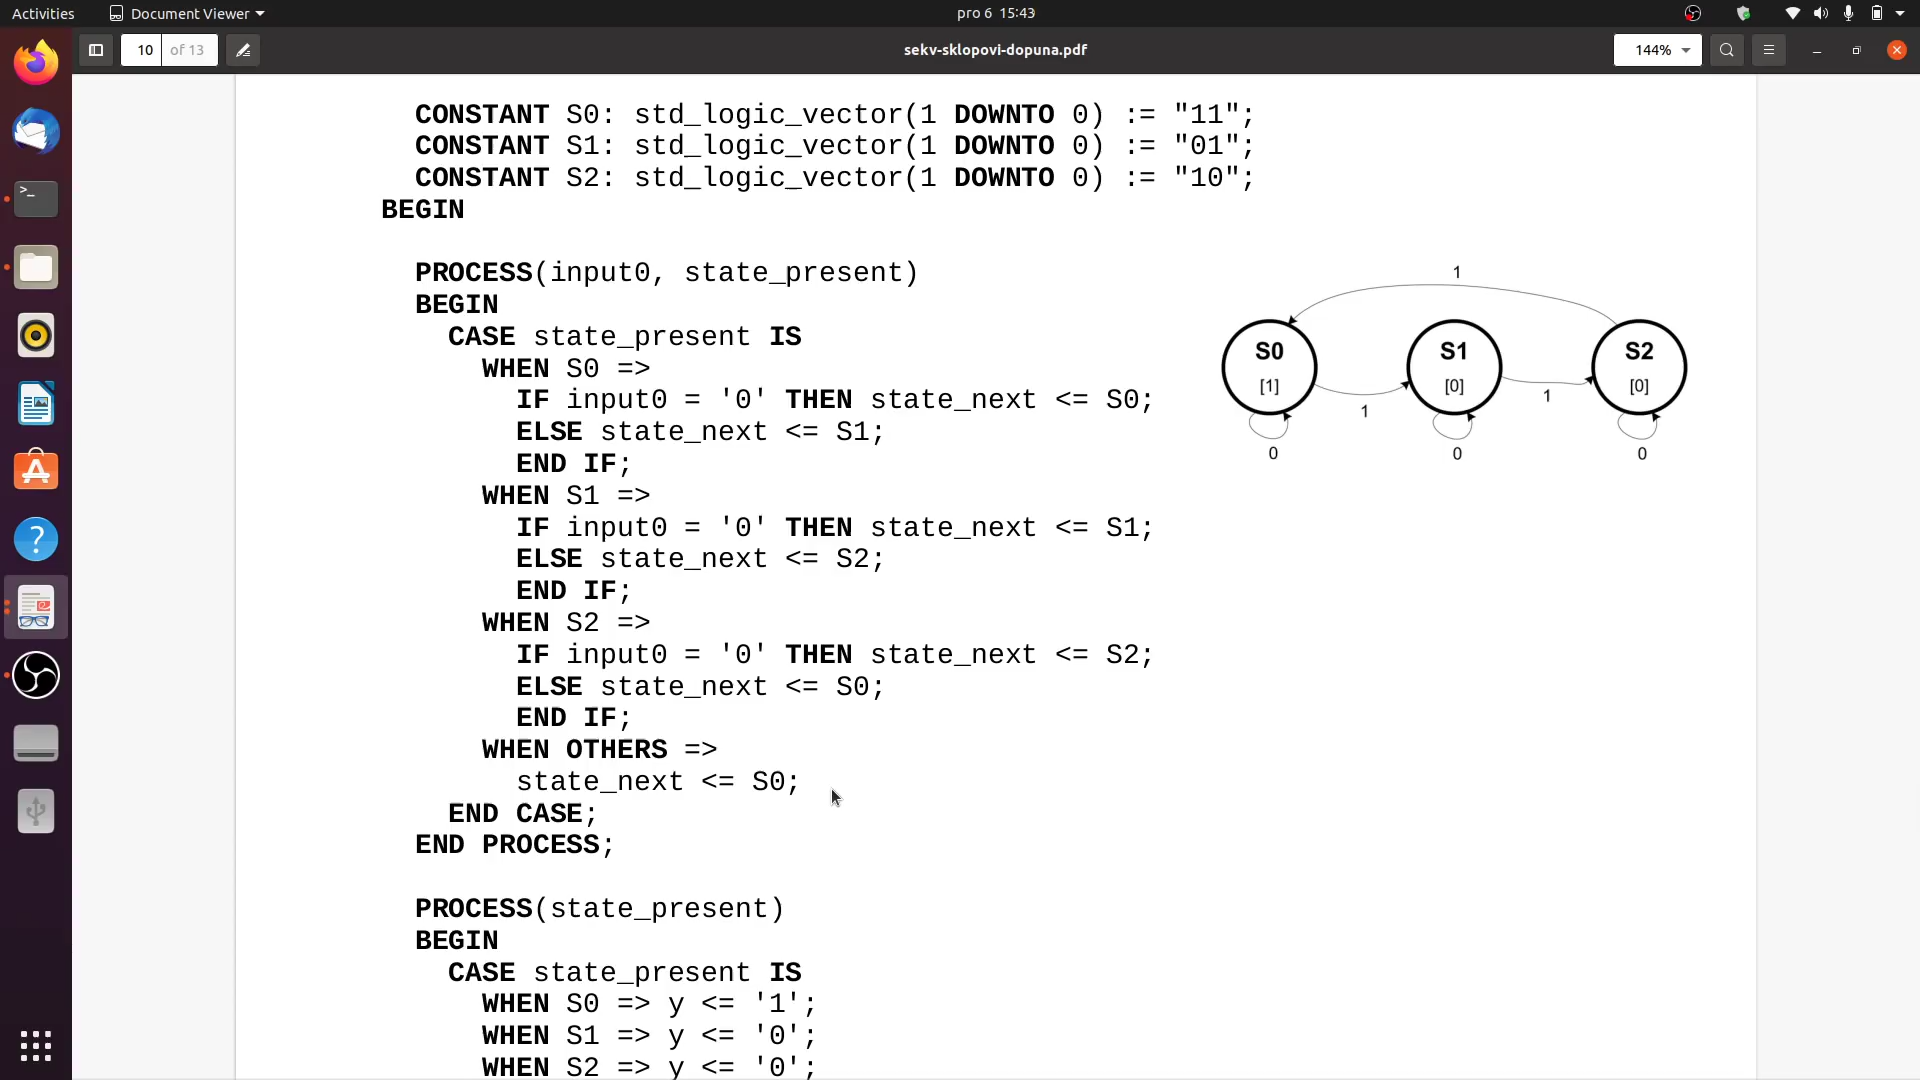 Activities Document Viewer pro 6 15:43
10 of 13 sekv-sklopovi-dopuna.pdf 144%
CONSTANT S0: std_logic_vector(1 DOWNTO 0) := "11";
CONSTANT S1: std_logic_vector(1 DOWNTO 0) := "01";
CONSTANT S2: std_logic_vector(1 DOWNTO 0) := "10";
BEGIN
PROCESS(input0, state_present)
BEGIN
CASE state_present IS
WHEN S0 =>
IF input0 = '0' THEN state_next <= S0;
ELSE state_next <= S1;
END IF;
WHEN S1 =>
IF input0 = '0' THEN state_next <= S1;
ELSE state_next <= S2;
END IF;
WHEN S2 =>
IF input0 = '0' THEN state_next <= S2;
ELSE state_next <= S0;
END IF;
WHEN OTHERS =>
state_next <= S0;
END CASE;
END PROCESS;
PROCESS(state_present)
BEGIN
CASE state_present IS
WHEN S0 => y <= '1';
WHEN S1 => y <= '0';
WHEN S2 => y <= '0';
1
S0 S1 S2
[1] [0] [0]
1 1
0 0 0